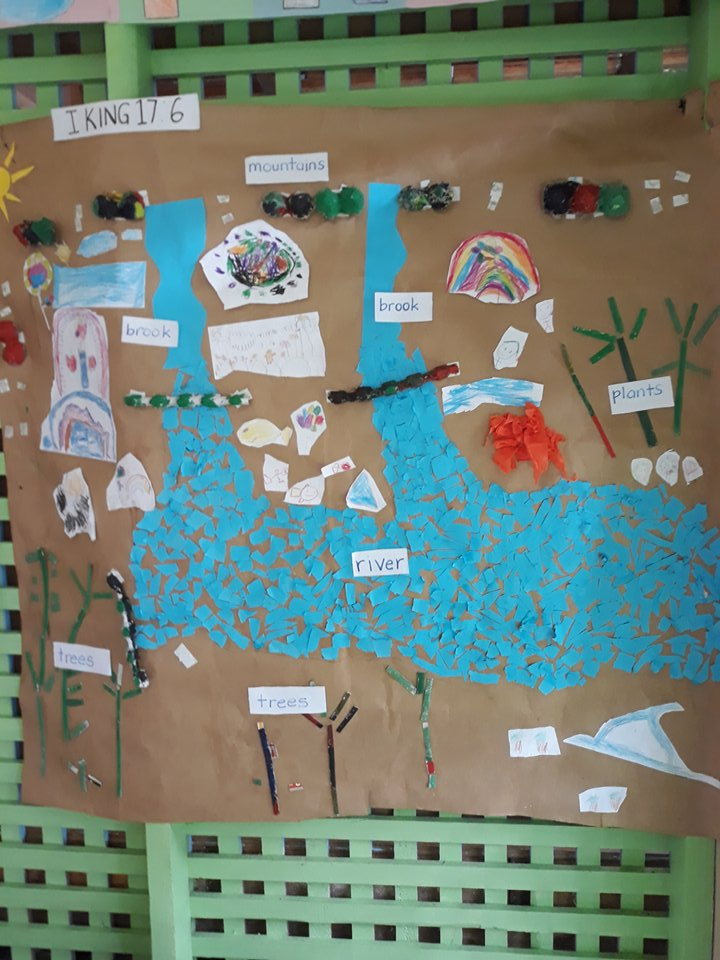 I KING 17:6
mountains
brook
brook
plants
river
trees
trees